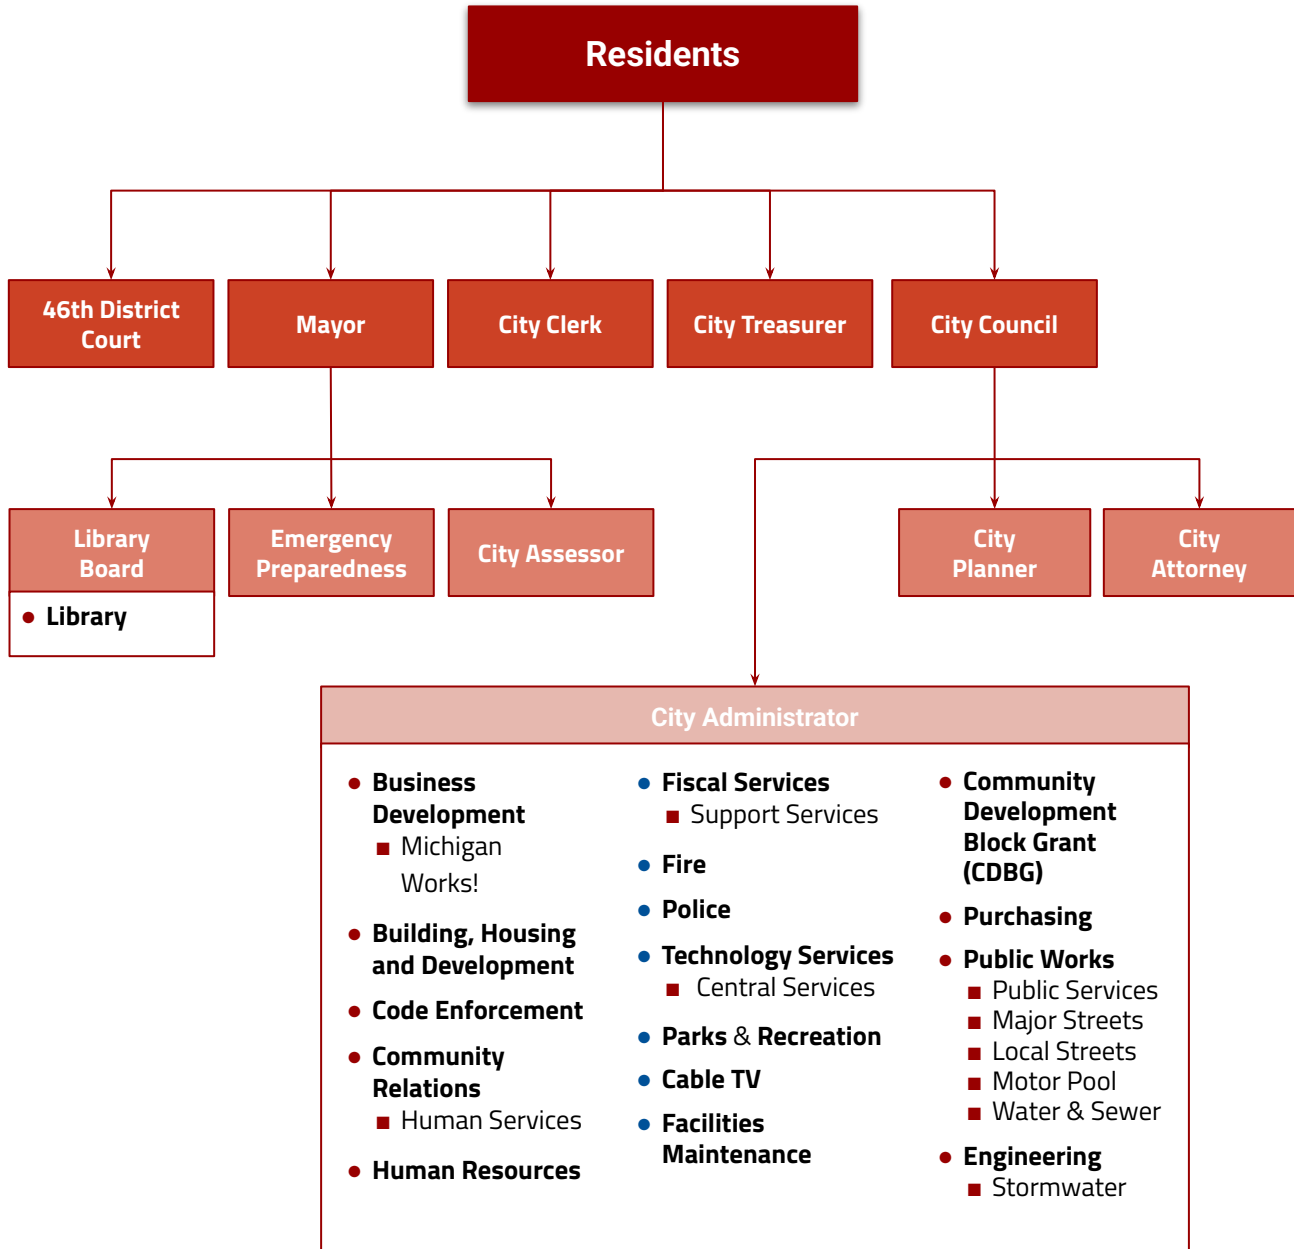 Residents
46th District
Court
Mayor
City Clerk
City Treasurer
City Council
Library
Board
Emergency
Preparedness
City Assessor
City
Planner
City
Attorney
● Library
City Administrator
● Business
Development
■ Michigan
Works!
● Building, Housing
and Development
● Code Enforcement
● Community
Relations
■ Human Services
● Human Resources
● Fiscal Services
■ Support Services
● Fire
● Police
● Technology Services
■ Central Services
● Parks & Recreation
● Cable TV
● Facilities
Maintenance
● Community
Development
Block Grant
(CDBG)
● Purchasing
● Public Works
■ Public Services
■ Major Streets
■ Local Streets
■ Motor Pool
■ Water & Sewer
● Engineering
■ Stormwater